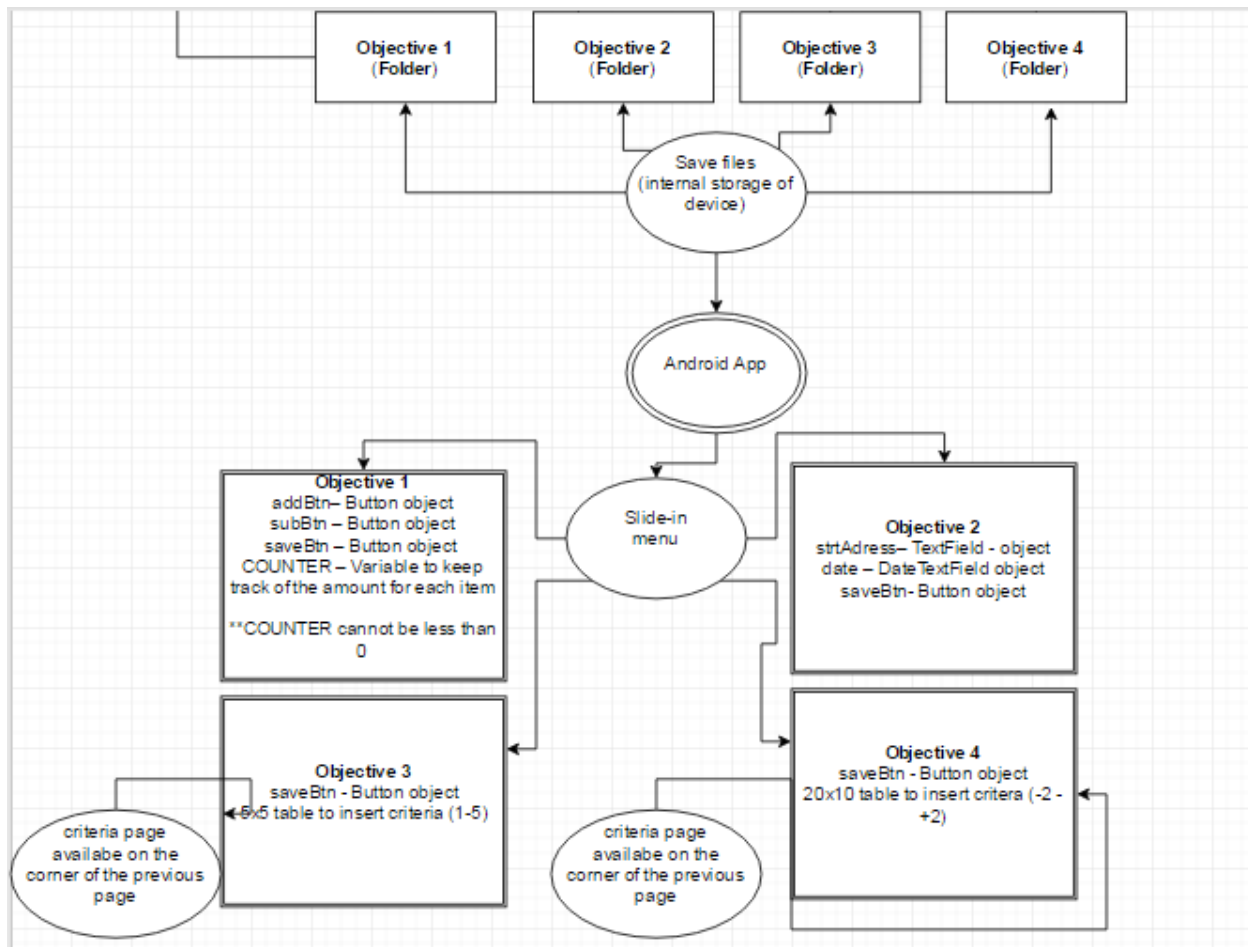 Objective 1
(Folder)
Objective 2
(Folder)
Objective 3
(Folder)
Objective 4
(Folder)
Save files
(internal storage of
device)
Android App
Slide-in
menu
Objective 1
addBtn– Button object
subBtn – Button object
saveBtn – Button object
COUNTER – Variable to keep
track of the amount for each item
**COUNTER cannot be less than
0
Objective 2
strtAdress– TextField - object
date – DateTextField object
saveBtn- Button object
Objective 3
saveBtn - Button object
5x5 table to insert criteria (1-5)
Objective 4
saveBtn - Button object
20x10 table to insert critera (-2 -
+2)
criteria page
availabe on the
corner of the previous
page
criteria page
availabe on the
corner of the previous
page